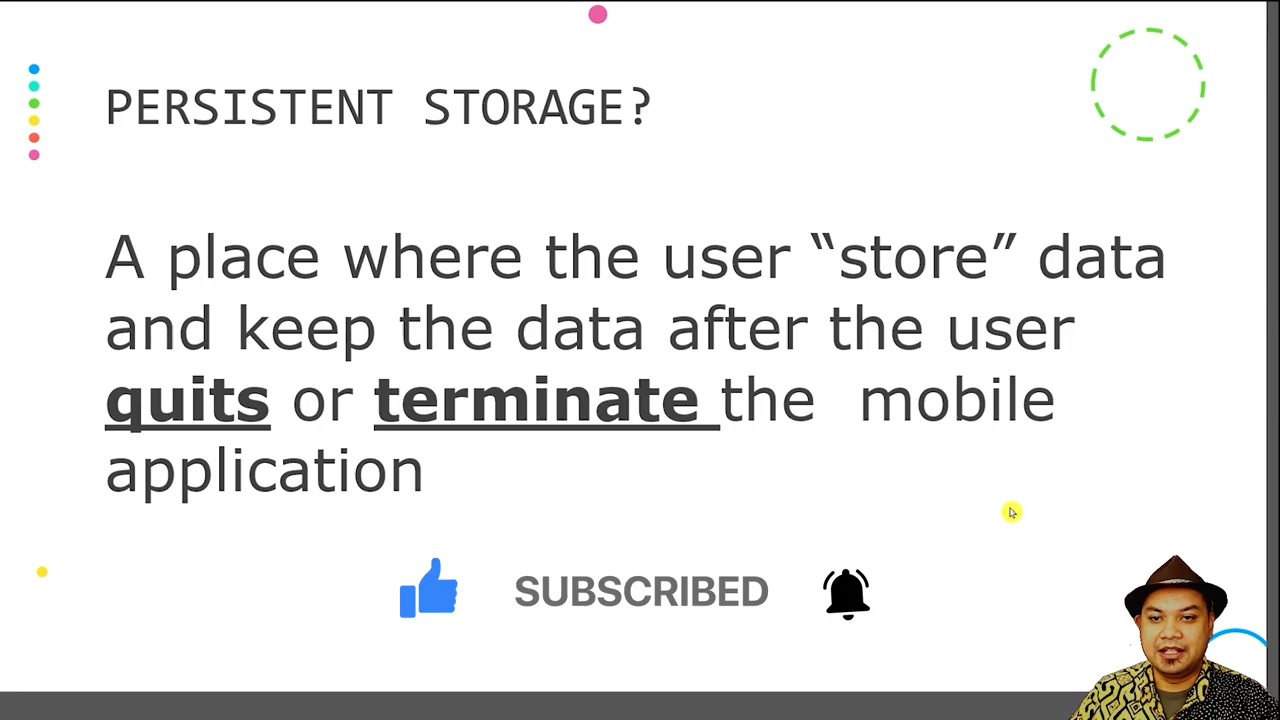 PERSISTENT STORAGE?
A place where the user “store” data
and keep the data after the user
quits or terminate the mobile
application
SUBSCRIBED